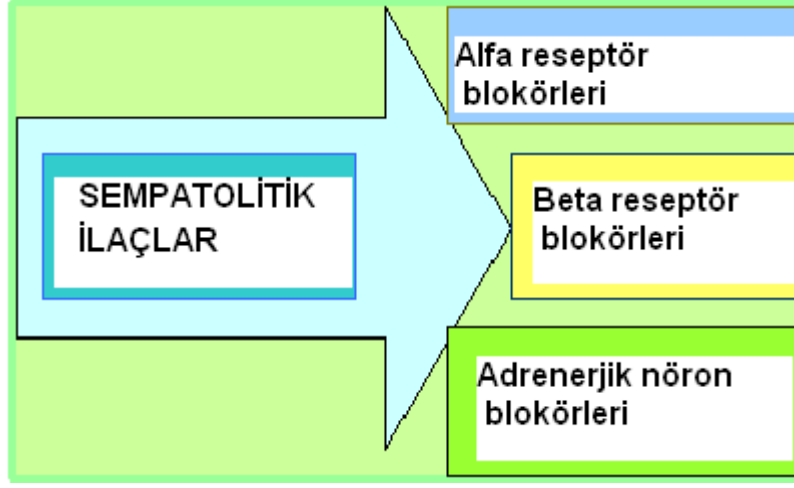 SEMPATOLİTİK
İLAÇLAR
Alfa reseptör
blokörleri
Beta reseptör
blokörleri
Adrenerjik nöron
blokörleri